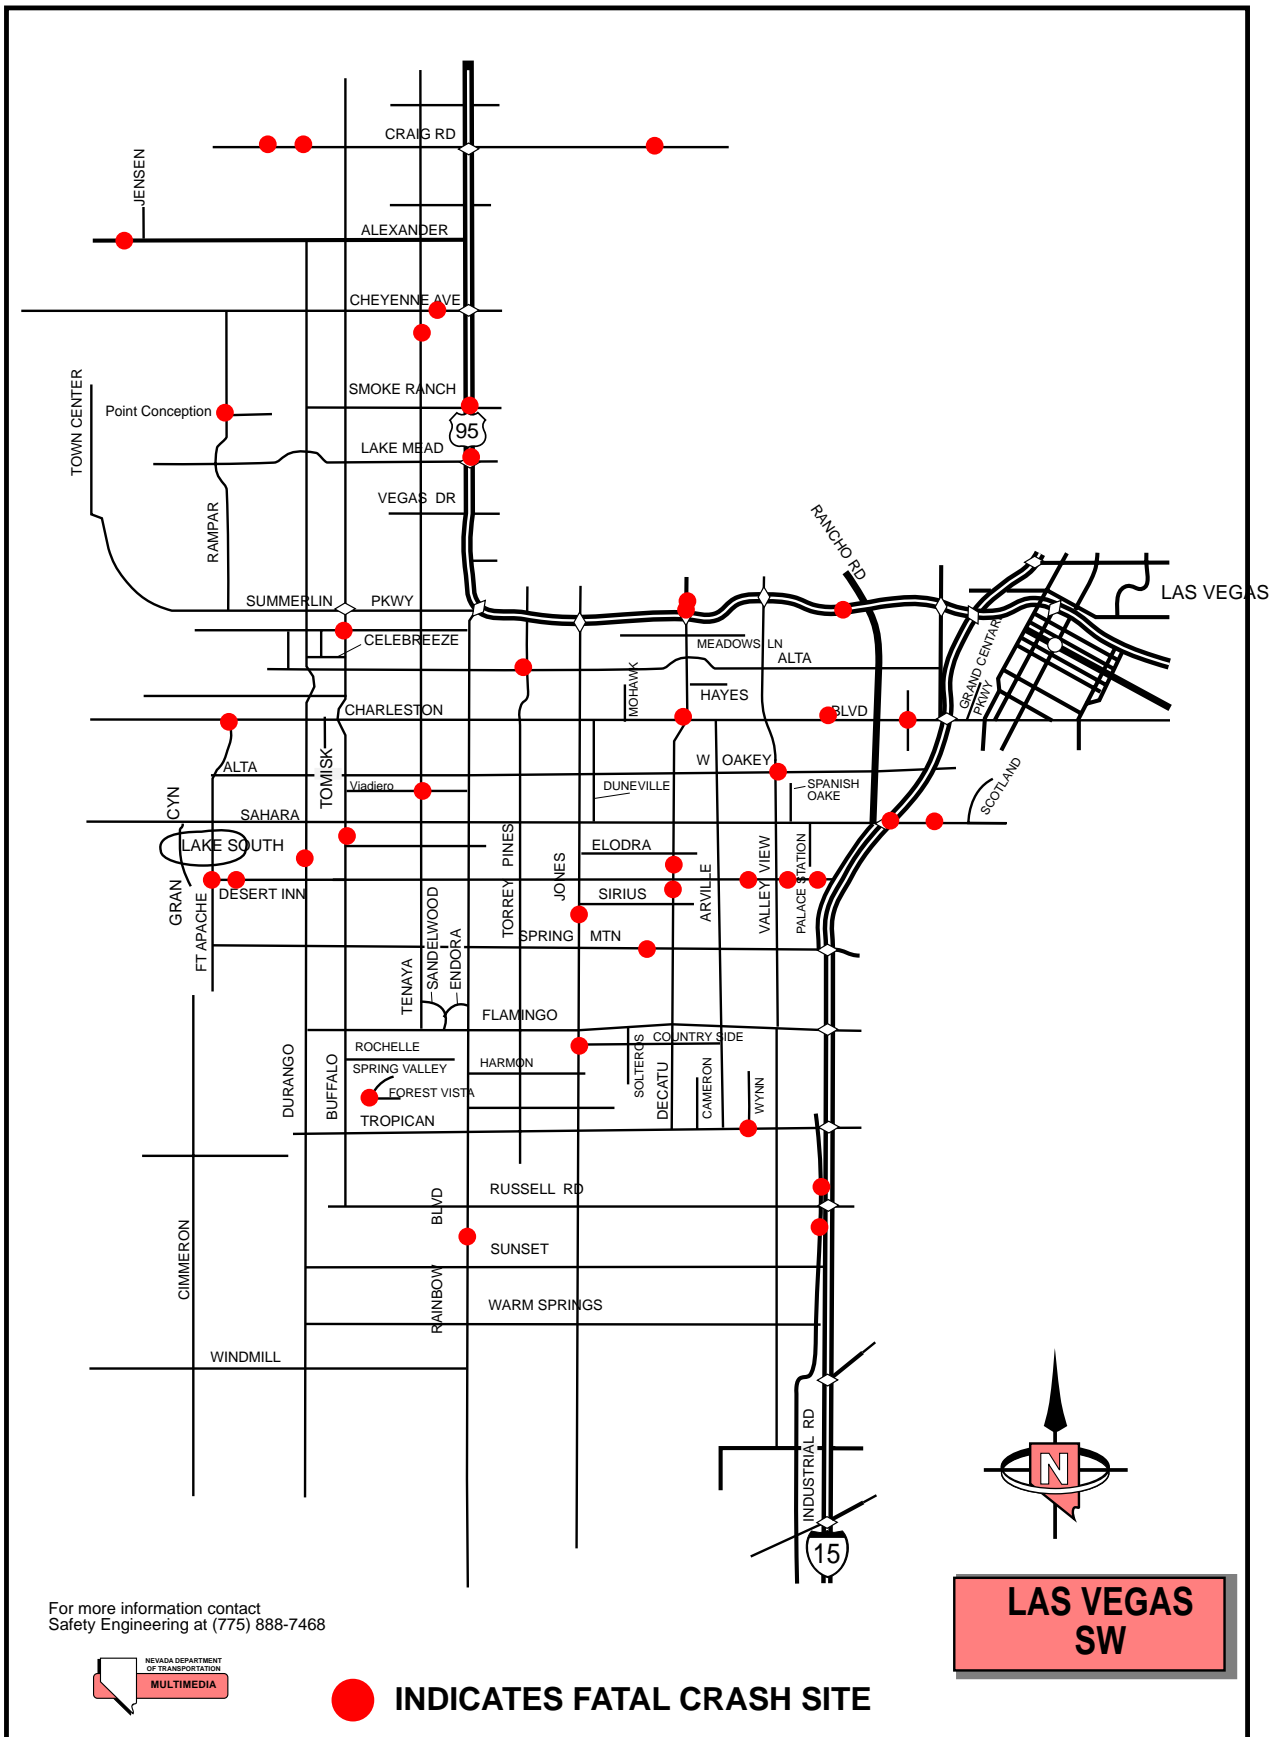 CRAIG RD
JENSEN
ALEXANDER
CHEYENNE AVE
TOWN CENTER
SMOKE RANCH
Point Conception
95
LAKE MEAD
VEGAS DR
RAMPAR
RANCHO RD
SUMMERLIN PKWY
LAS VEGAS
CELEBREEZE
MEADOWS LN
ALTA
GRAND CENTARL
PKWY
MOHAWK
HAYES
CHARLESTON
BLVD
TOMISK
ALTA
W OAKEY
Viadiero
DUNEVILLE
SPANISH
OAKE
SCOTLAND
GRAN CYN
SAHARA
LAKE SOUTH
TORREY PINES
JONES
ELODRA
ARVILLE
VALLEY VIEW
PALACE STATION
DESERT INN
SIRIUS
FT APACHE
SPRING MTN
TENAYA
SANDELWOOD
ENDORA
FLAMINGO
COUNTRY SIDE
DURANGO
BUFFALO
ROCHELLE
SPRING VALLEY
HARMON
FOREST VISTA
SOLTEROS
DECATU
CAMERON
WYNN
TROPICAN
RUSSELL RD
RAINBOW BLVD
CIMMERON
SUNSET
WARM SPRINGS
WINDMILL
INDUSTRIAL RD
N
15
LAS VEGAS
SW
For more information contact
Safety Engineering at (775) 888-7468
NEVADA DEPARTMENT
OF TRANSPORTATION
MULTIMEDIA
INDICATES FATAL CRASH SITE